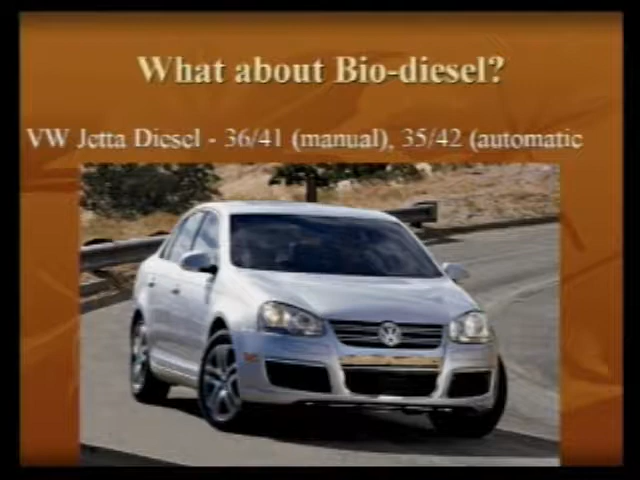 What about Bio-diesel?
VW Jetta Diesel - 36/41 (manual), 35/42 (automatic